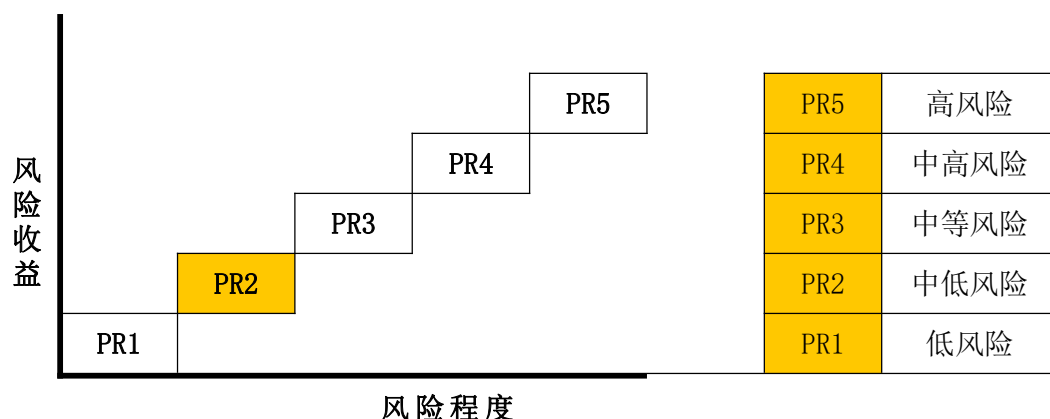 风险收益
PR5
PR4
PR3
PR2
PR1
风险程度
PR5 高风险
PR4 中高风险
PR3 中等风险
PR2 中低风险
PR1 低风险